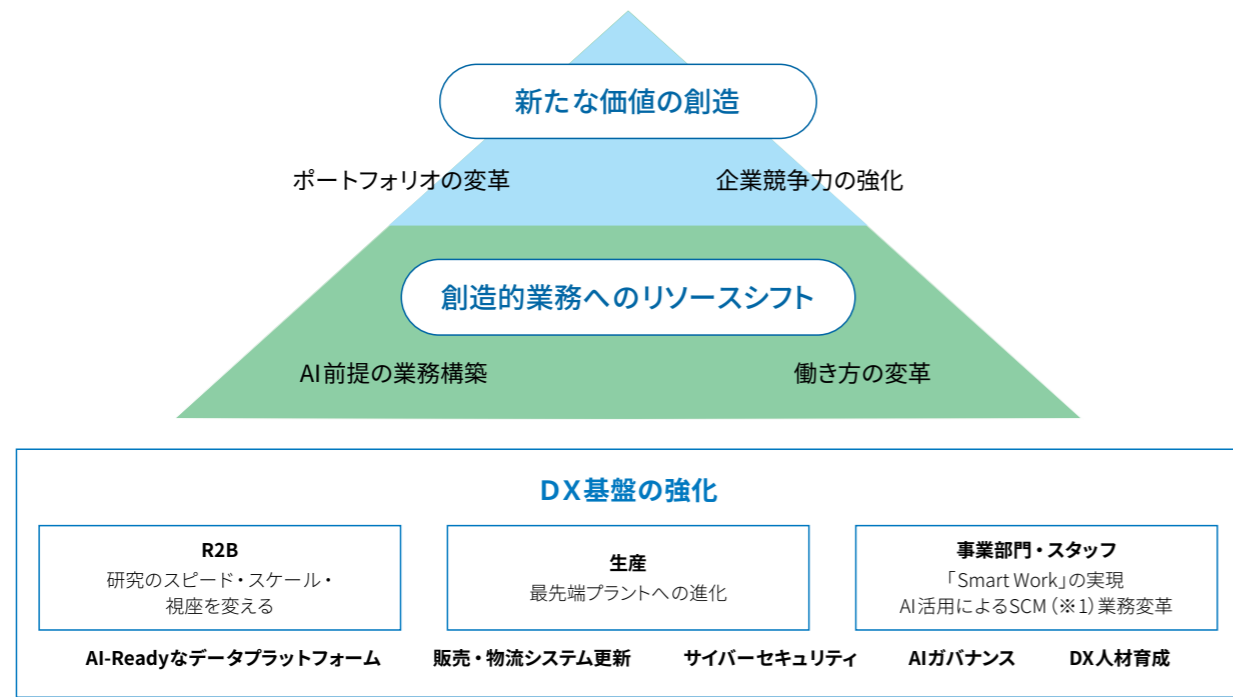 新たな価値の創造
ポートフォリオの変革
企業競争力の強化
創造的業務へのリソースシフト
AI前提の業務構築
働き方の変革
DX基盤の強化
R2B
研究のスピード・スケール・
視座を変える
生産
最先端プラントへの進化
事業部門・スタッフ
「Smart Work」の実現
AI活用によるSCM(※1)業務変革
AI-Readyなデータプラットフォーム
販売・物流システム更新
サイバーセキュリティ
AIガバナンス
DX人材育成